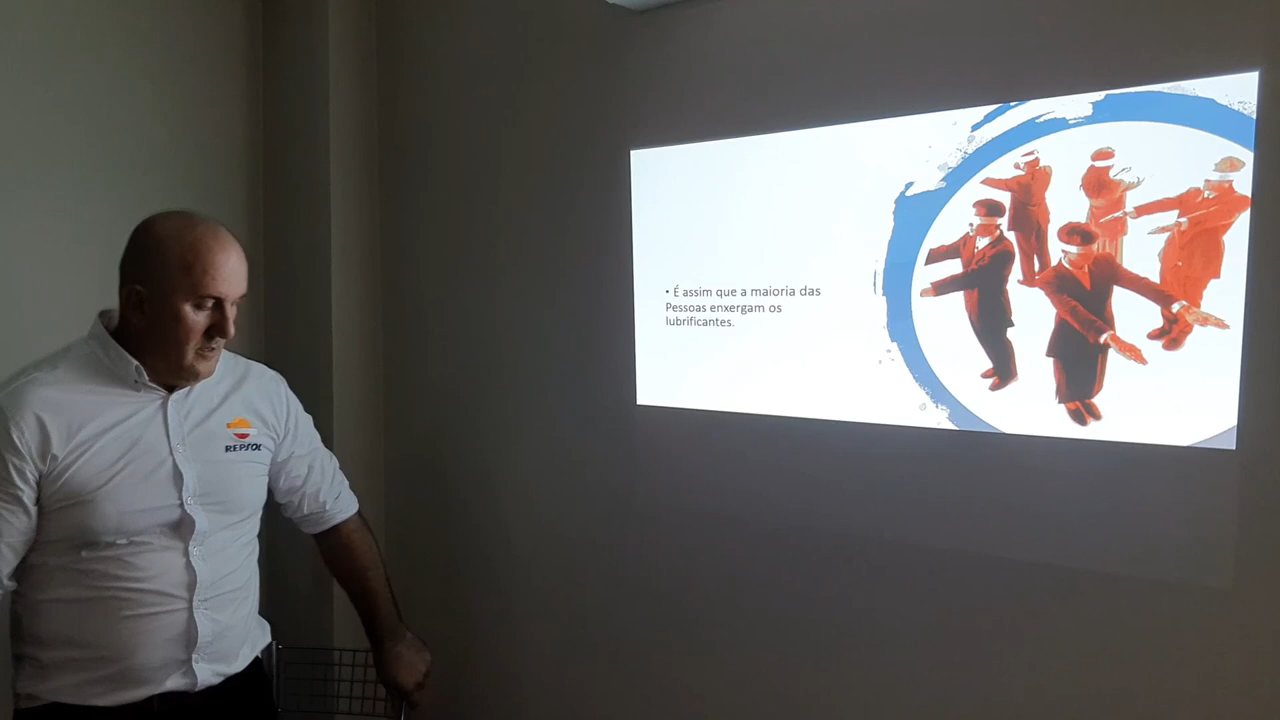 REPSOL
• É assim que a maioria das
Pessoas enxergam os
lubrificantes.